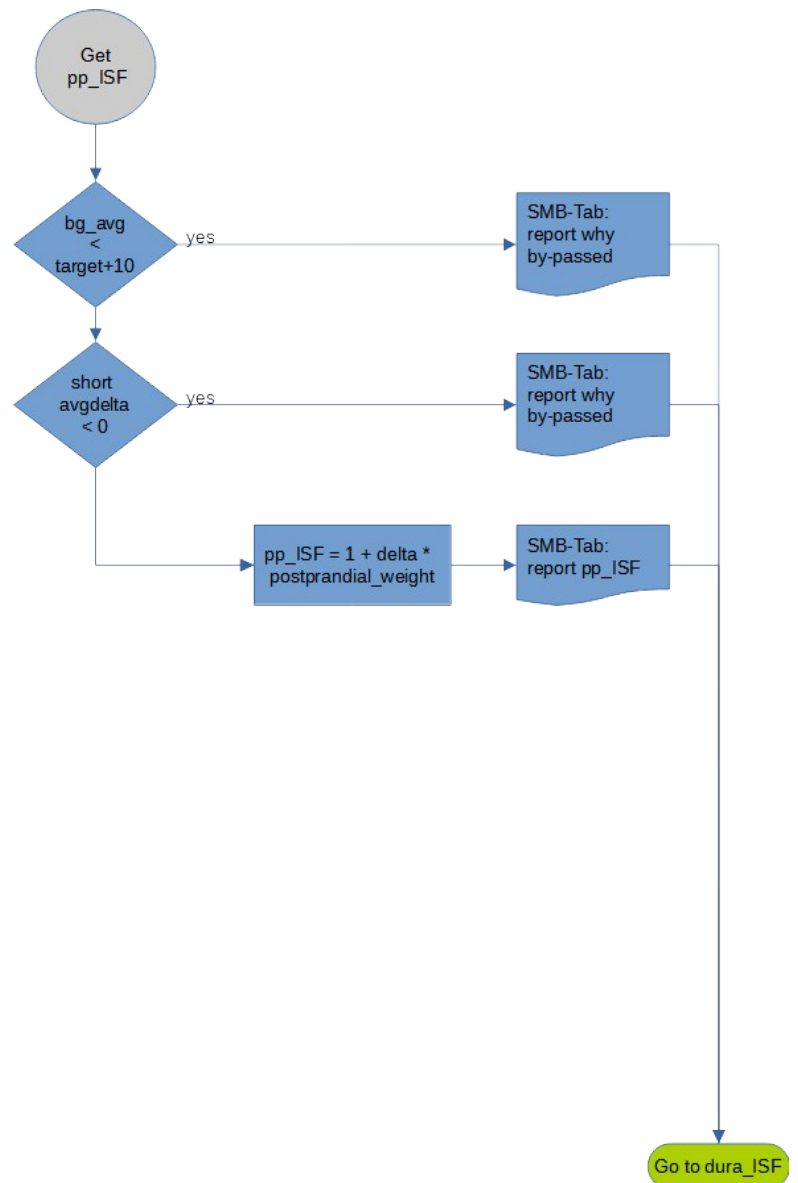 Get
pp_ISF
bg_avg
<
target+10
yes
SMB-Tab:
report why
by-passed
short
avgdelta
< 0
yes
SMB-Tab:
report why
by-passed
pp_ISF = 1 + delta *
postprandial_weight
SMB-Tab:
report pp_ISF
Go to dura_ISF